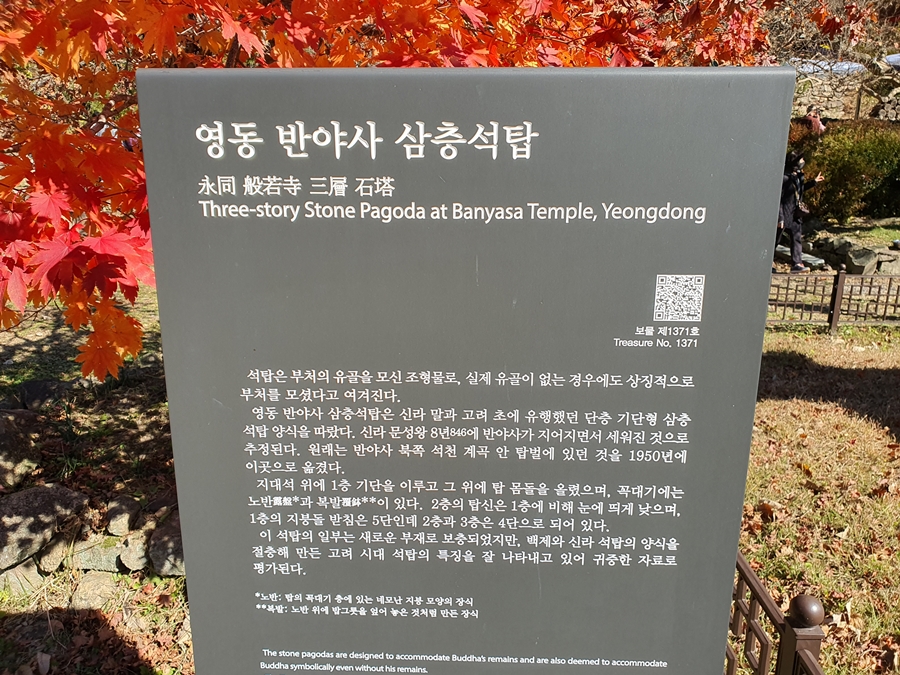 영동 반야사 삼층석탑
永同 般若寺 三層 石塔
Three-story Stone Pagoda at Banyasa Temple, Yeongdong
보물 제1371호
Treasure No. 1371
석탑은 부처의 유골을 모신 조형물로, 실제 유골이 없는 경우에도 상징적으로
부처를 모셨다고 여겨진다.
영동 반야사 삼층석탑은 신라 말과 고려 초에 유행했던 단층 기단형 삼층
석탑 양식을 따랐다. 신라 문성왕 8년846에 반야사가 지어지면서 세워진 것으로
추정된다. 원래는 반야사 북쪽 석천 계곡 안 탑벌에 있던 것을 1950년에
이곳으로 옮겼다.
지대석 위에 1층 기단을 이루고 그 위에 탑 몸돌을 올렸으며, 꼭대기에는
노반露盤*과 복발覆鉢**이 있다. 2층의 탑신은 1층에 비해 눈에 띄게 낮으며,
1층의 지붕돌 받침은 5단인데 2층과 3층은 4단으로 되어 있다.
이 석탑의 일부는 새로운 부재로 보충되었지만, 백제와 신라 석탑의 양식을
절충해 만든 고려 시대 석탑의 특징을 잘 나타내고 있어 귀중한 자료로
평가된다.
*노반: 탑의 꼭대기 층에 있는 네모난 지붕 모양의 장식
**복발: 노반 위에 밥그릇을 엎어 놓은 것처럼 만든 장식
The stone pagodas are designed to accommodate Buddha's remains and are also deemed to accommodate
Buddha symbolically even without his remains.